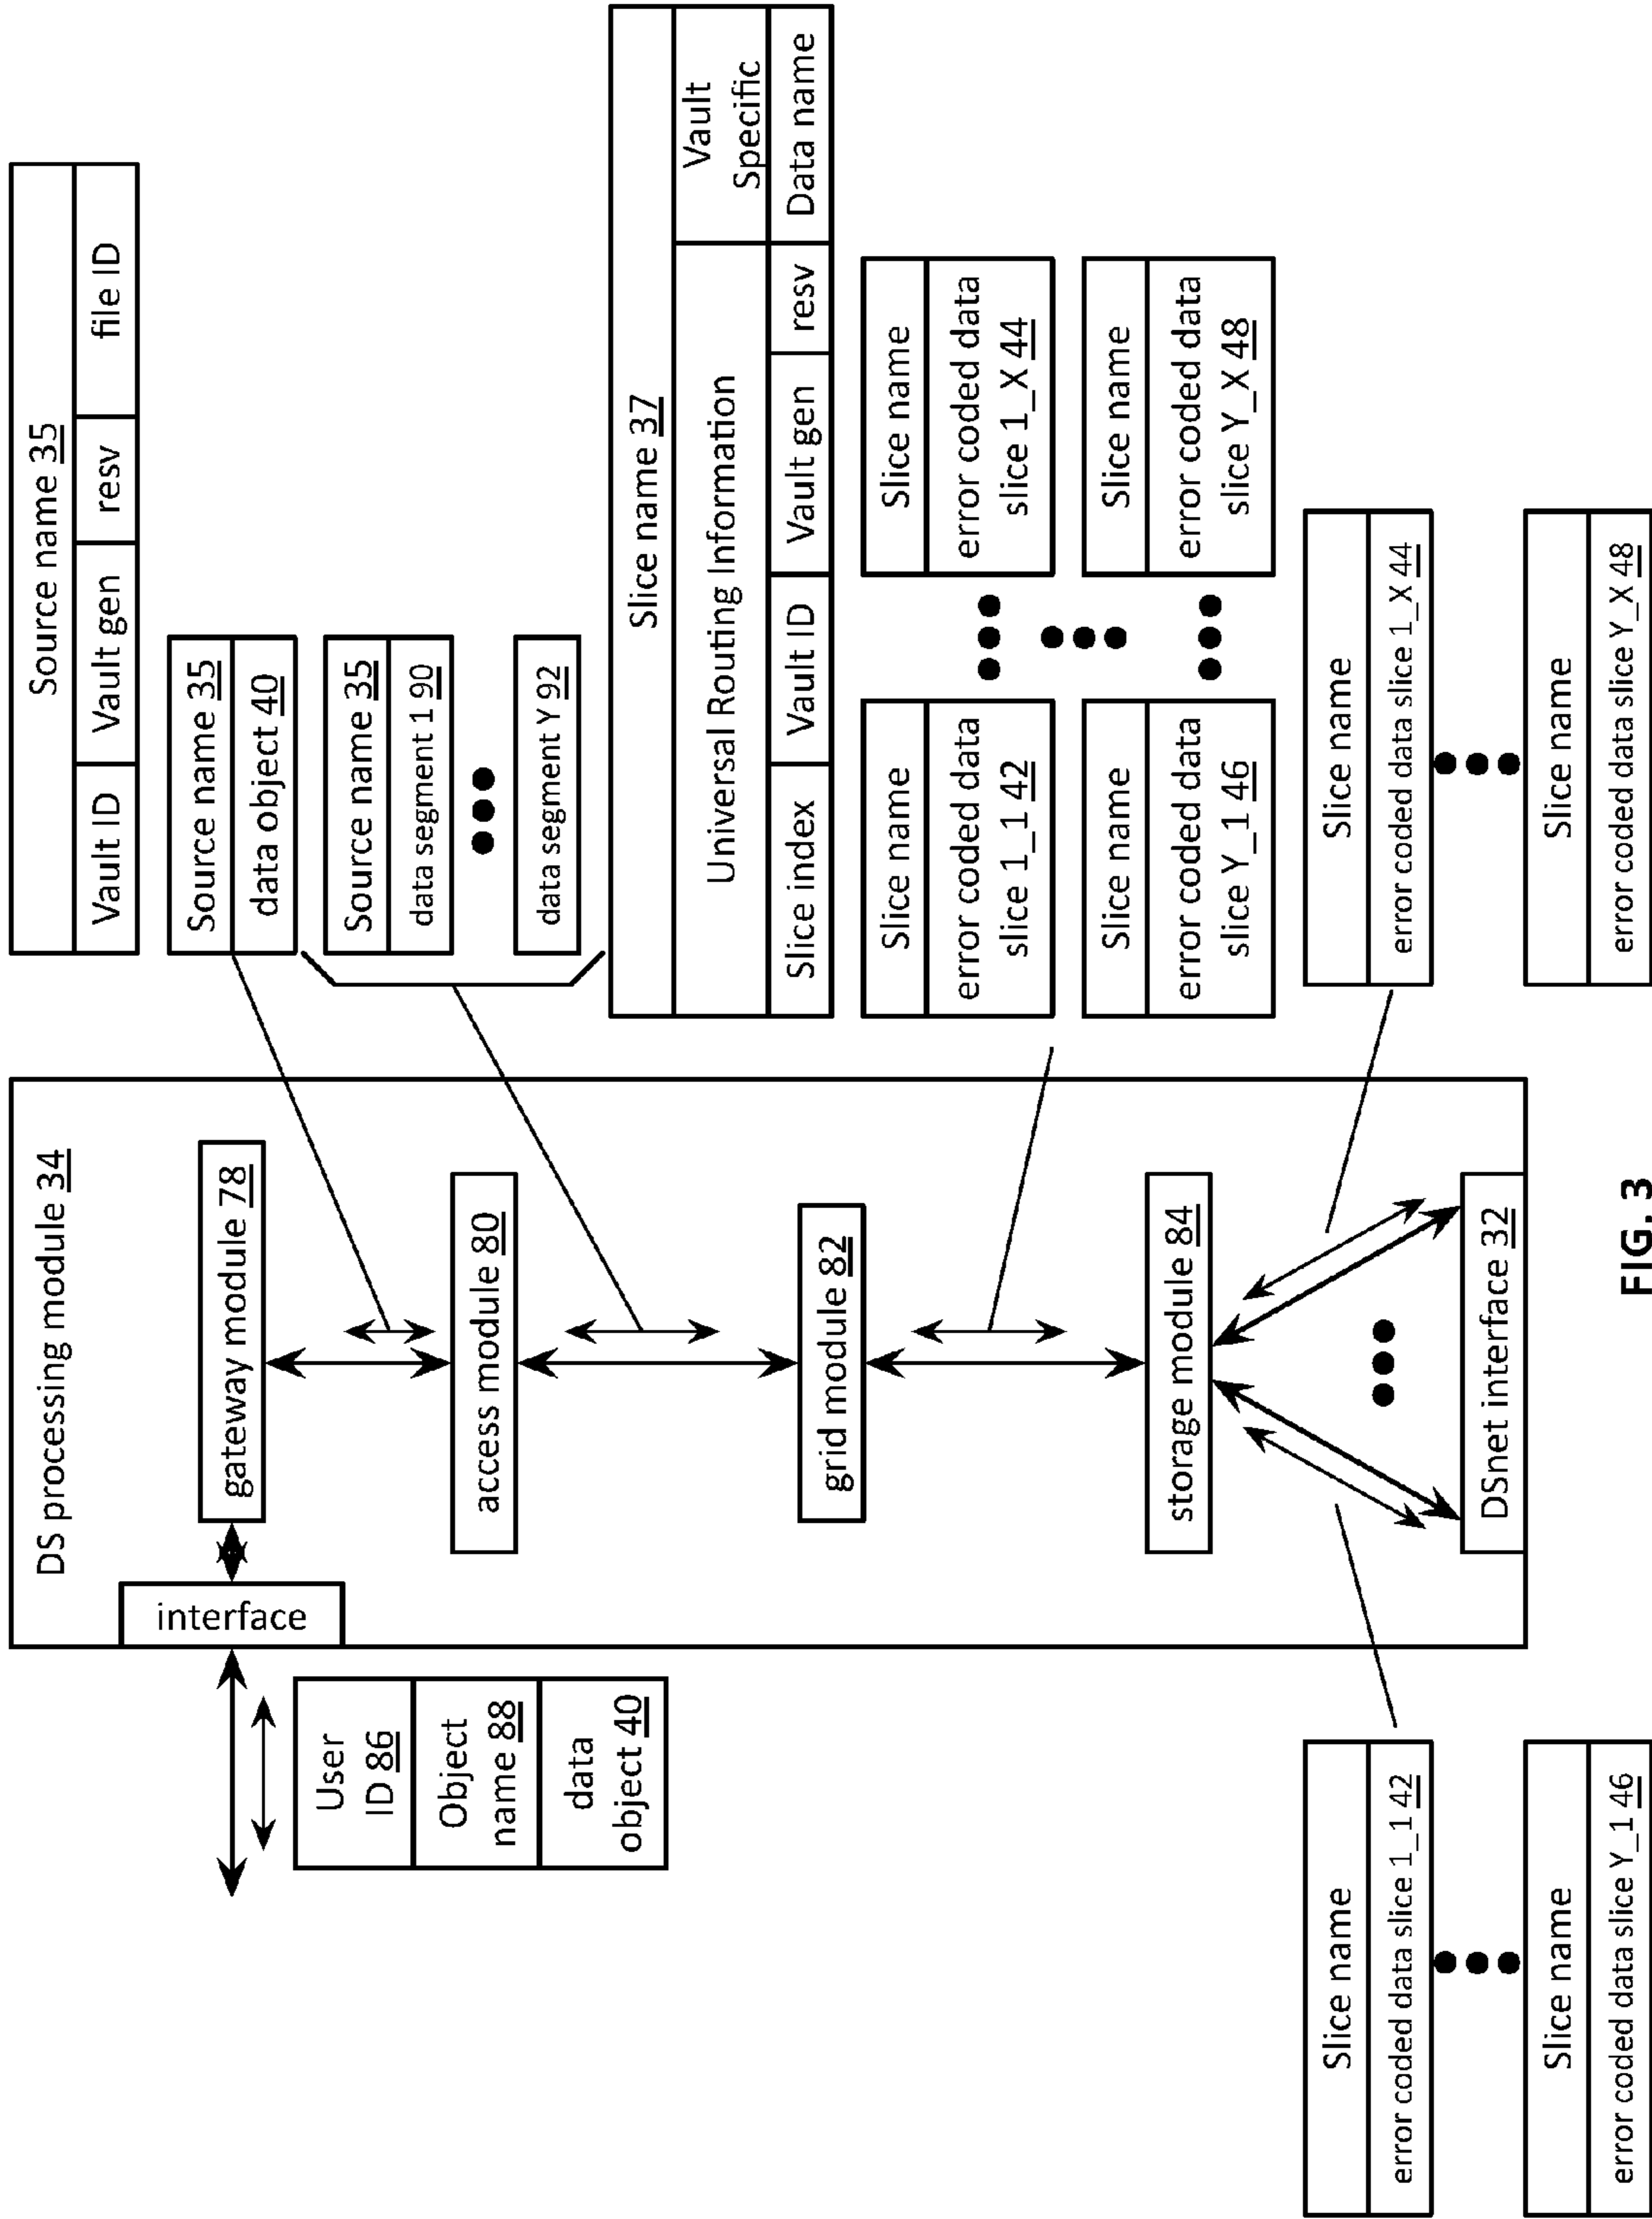 DS processing module 34
interface
gateway module 78
access module 80
grid module 82
storage module 84
DSnet interface 32
User
ID 86
Object
name 88
data
object 40
Source name 35
Vault ID
Vault gen
resv
file ID
Source name 35
data object 40
Source name 35
data segment 1 90
data segment Y 92
Slice name 37
Universal Routing Information
Vault
Specific
Slice index
Vault ID
Vault gen
resv
Data name
Slice name
error coded data
slice 1_1 42
Slice name
error coded data
slice 1_X 44
Slice name
error coded data
slice Y_1 46
Slice name
error coded data
slice Y_X 48
Slice name
error coded data slice 1_1 42
Slice name
error coded data slice Y_1 46
Slice name
error coded data slice 1_X 44
Slice name
error coded data slice Y_X 48
FIG. 3